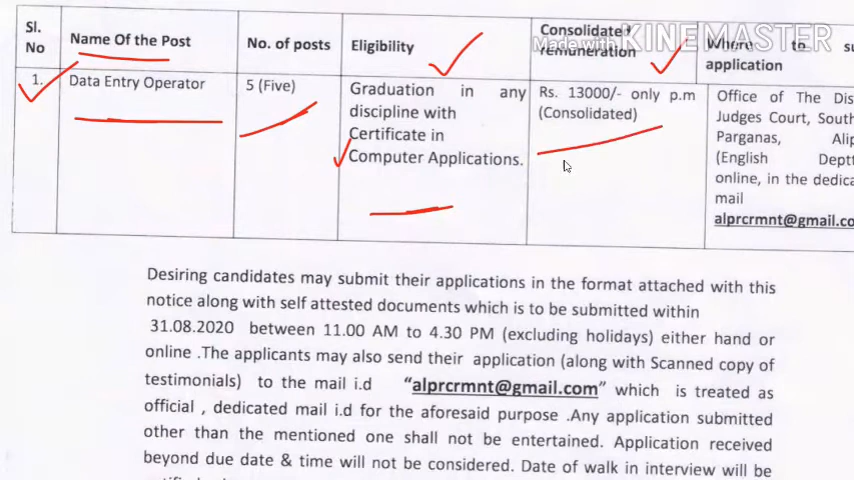 Sl.
No
Name Of the Post
No. of posts
Eligibility
Consolidated
remuneration
Where to su
application
Made with KINEMASTER
1.
Data Entry Operator
5 (Five)
Graduation in any
discipline with
Certificate in
Computer Applications.
Rs. 13000/- only p.m
(Consolidated)
Office of The Dis
Judges Court, South
Parganas, Alip
(English Deptt
online, in the dedica
mail
alprcrmnt@gmail.co
Desiring candidates may submit their applications in the format attached with this
notice along with self attested documents which is to be submitted within
31.08.2020 between 11.00 AM to 4.30 PM (excluding holidays) either hand or
online .The applicants may also send their application (along with Scanned copy of
testimonials) to the mail i.d "alprcrmnt@gmail.com" which is treated as
official , dedicated mail i.d for the aforesaid purpose .Any application submitted
other than the mentioned one shall not be entertained. Application received
beyond due date & time will not be considered. Date of walk in interview will be